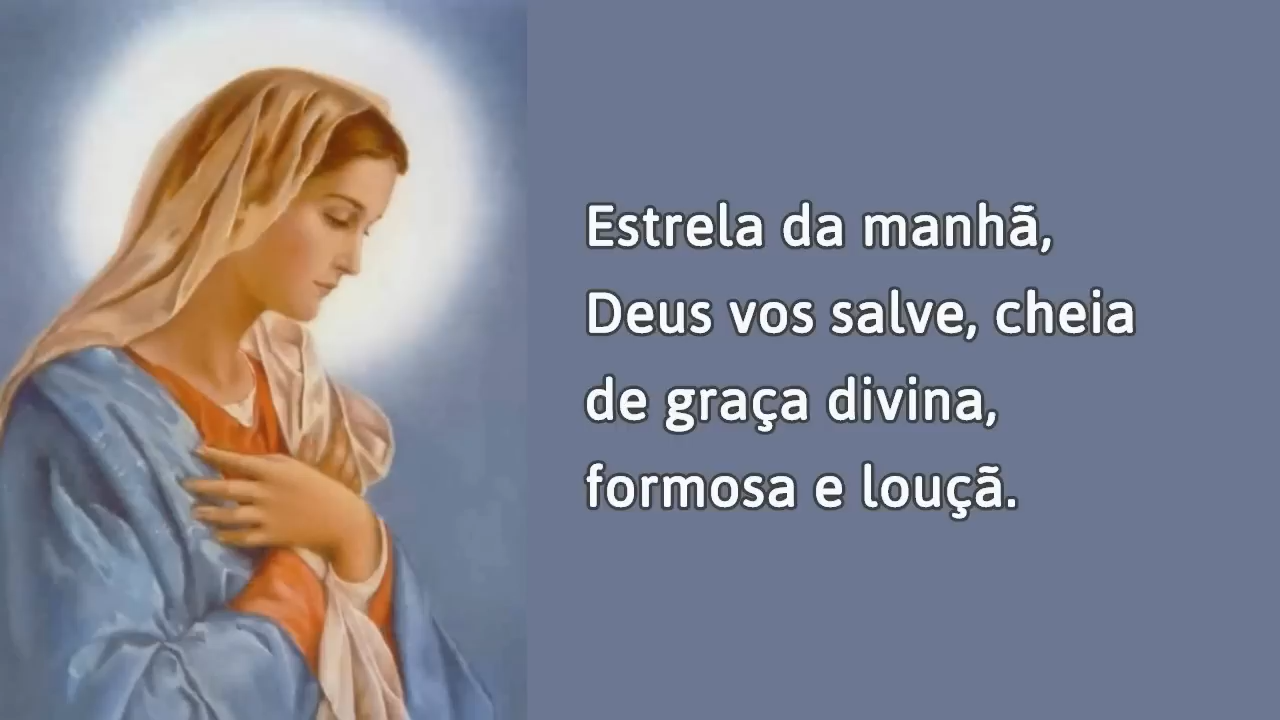 Estrela da manhã,
Deus vos salve, cheia
de graça divina,
formosa e louçã.